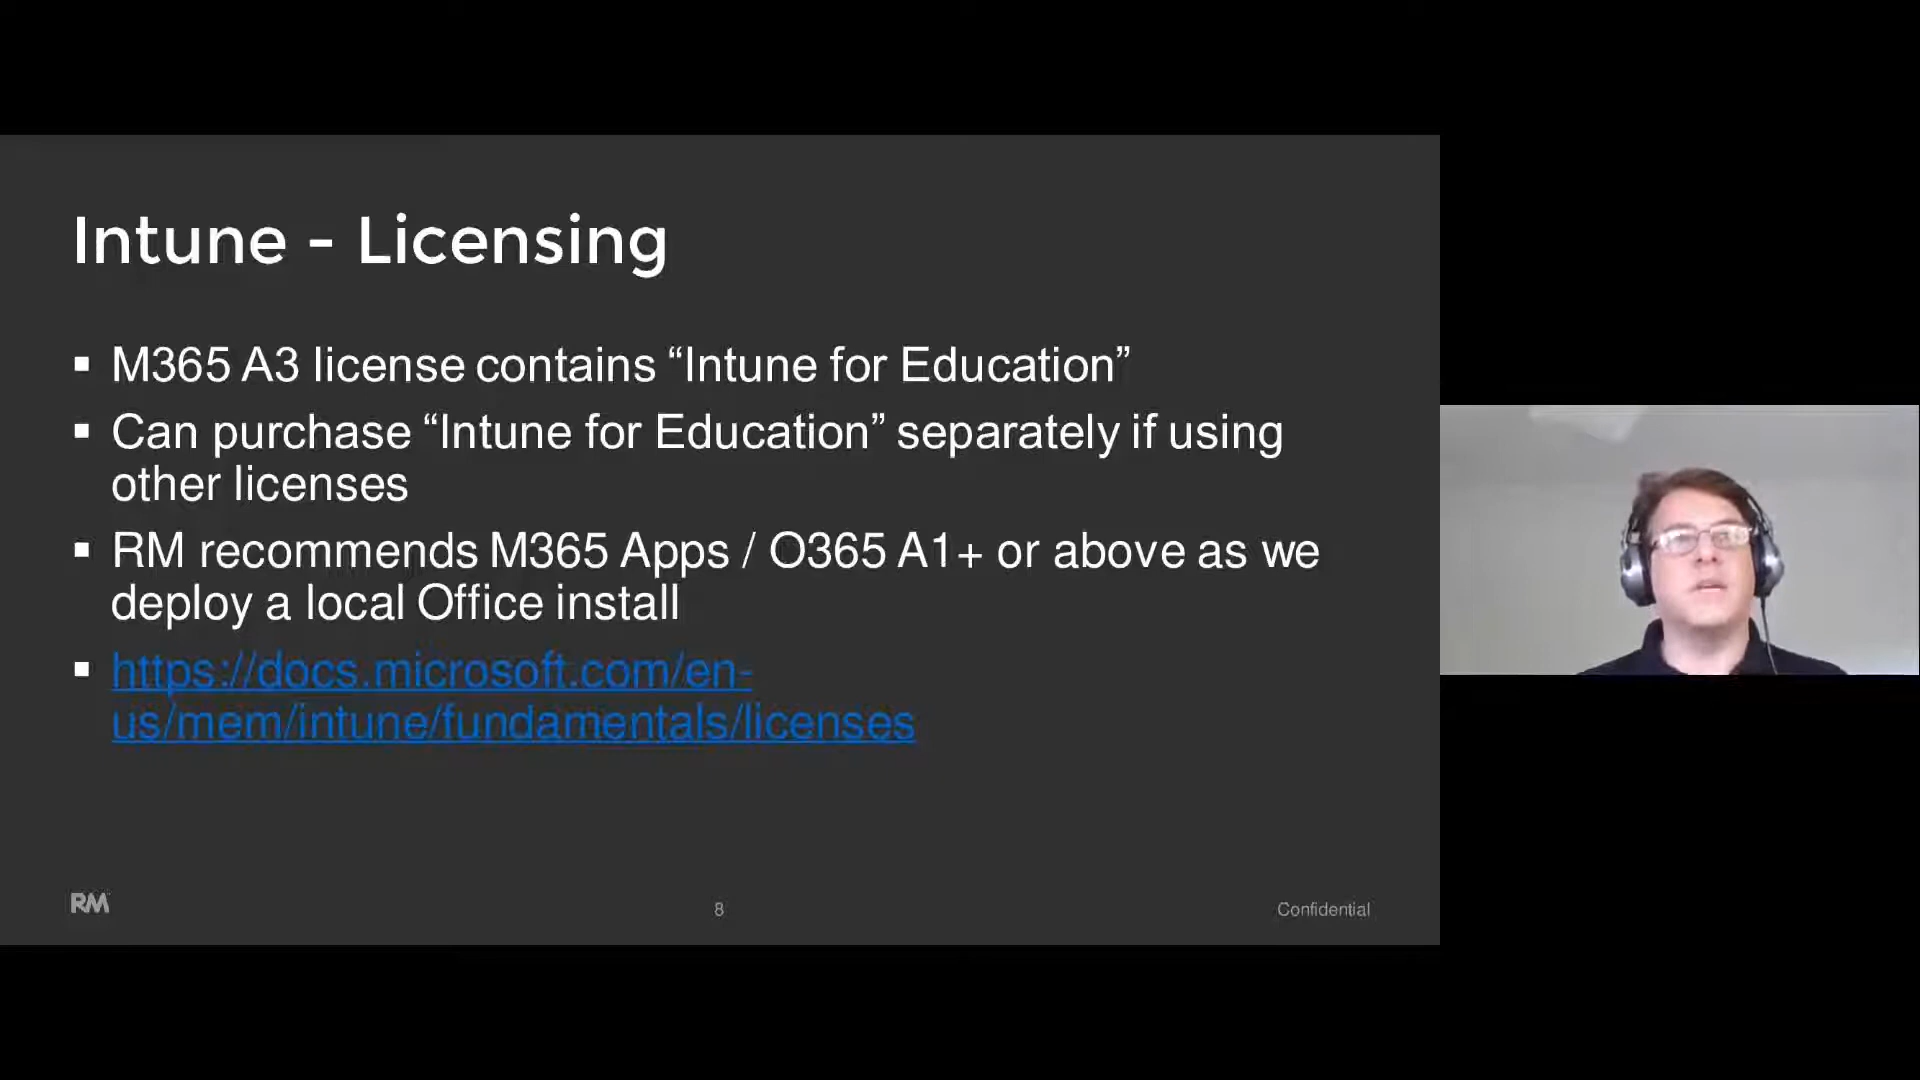 Intune - Licensing
▪ M365 A3 license contains “Intune for Education”
▪ Can purchase “Intune for Education” separately if using
other licenses
▪ RM recommends M365 Apps / O365 A1+ or above as we
deploy a local Office install
▪ https://docs.microsoft.com/en-
us/mem/intune/fundamentals/licenses
RM
8
Confidential